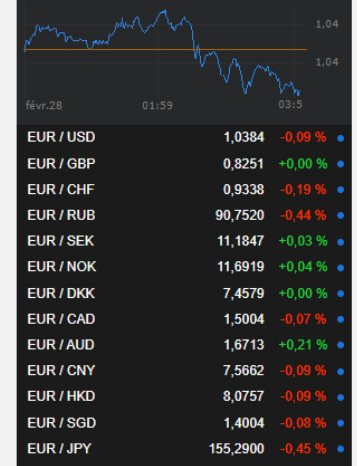 1,04
1,04
févr.28 01:59 03:5
EUR / USD 1,0384 -0,09 %
EUR / GBP 0,8251 +0,00 %
EUR / CHF 0,9338 -0,19 %
EUR / RUB 90,7520 -0,44 %
EUR / SEK 11,1847 +0,03 %
EUR / NOK 11,6919 +0,04 %
EUR / DKK 7,4579 +0,00 %
EUR / CAD 1,5004 -0,07 %
EUR / AUD 1,6713 +0,21 %
EUR / CNY 7,5662 -0,09 %
EUR / HKD 8,0757 -0,09 %
EUR / SGD 1,4004 -0,08 %
EUR / JPY 155,2900 -0,45 %